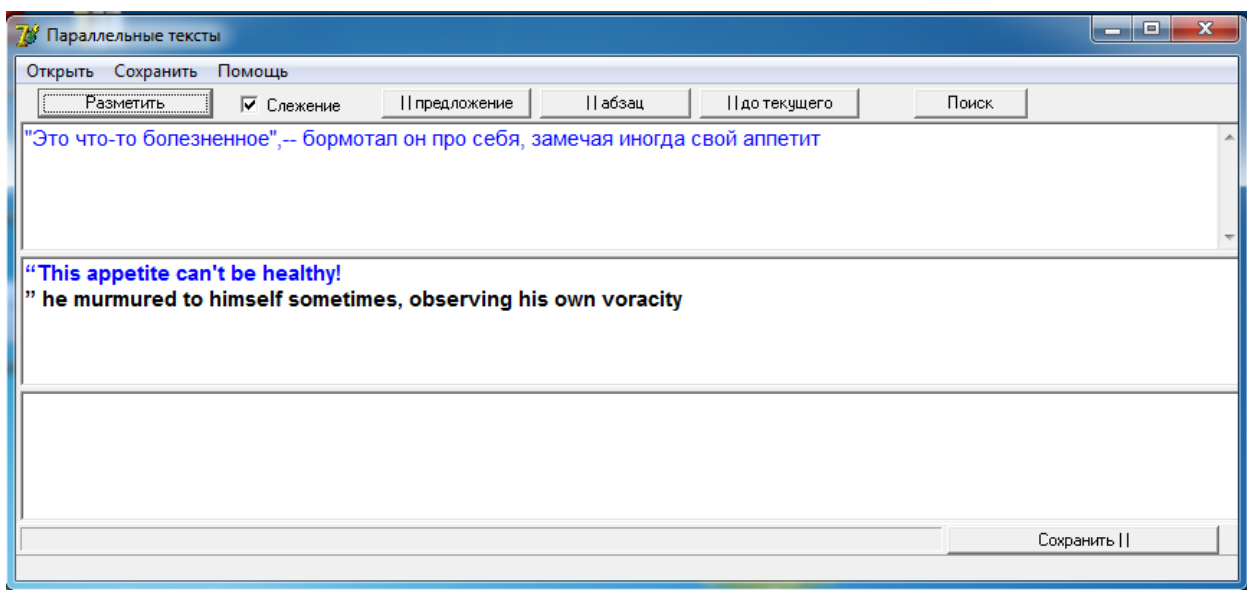 Параллельные тексты
Открыть Сохранить Помощь
Разметить Слежение ||предложение ||абзац ||до текущего Поиск
"Это что-то болезненное",-- бормотал он про себя, замечая иногда свой аппетит
“This appetite can't be healthy!
” he murmured to himself sometimes, observing his own voracity
Сохранить ||